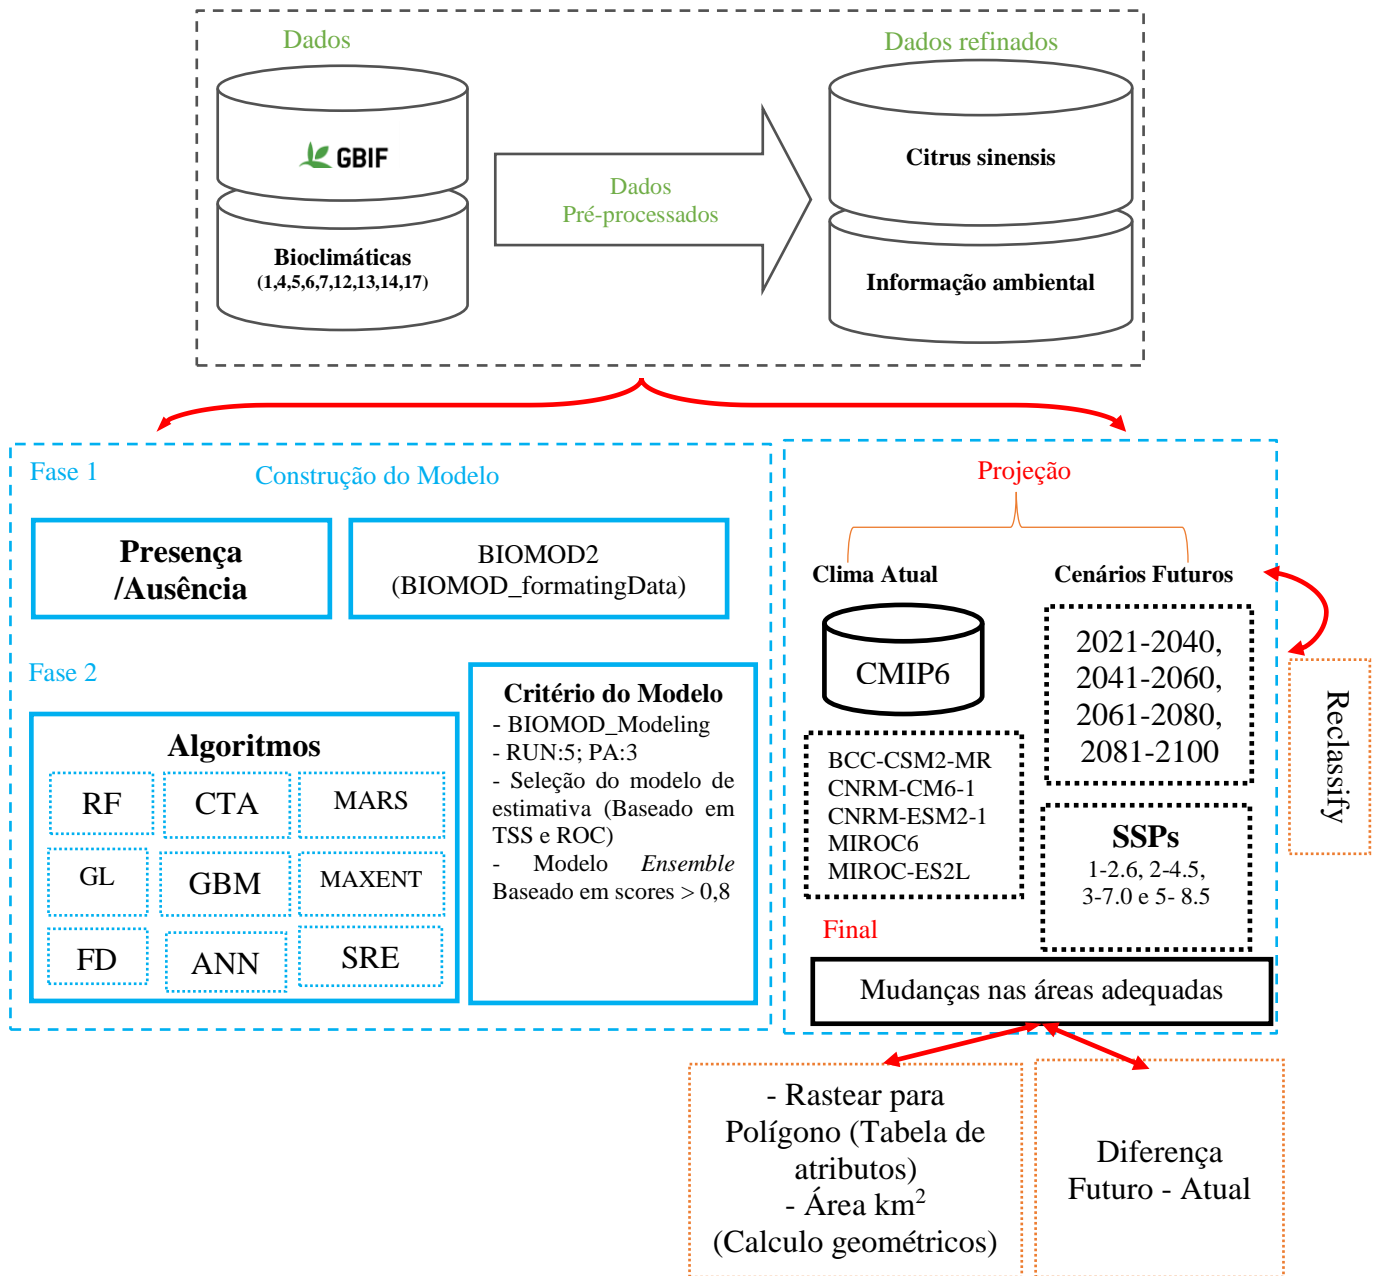 Dados
Dados refinados
GBIF
Bioclimáticas
(1,4,5,6,7,12,13,14,17)
Dados
Pré-processados
Citrus sinensis
Informação ambiental
Fase 1
Construção do Modelo
Presença
/Ausência
BIOMOD2
(BIOMOD_formatingData)
Fase 2
Algoritmos
RF
CTA
MARS
GL
GBM
MAXENT
FD
ANN
SRE
Critério do Modelo
- BIOMOD_Modeling
- RUN:5; PA:3
- Seleção do modelo de
estimativa (Baseado em
TSS e ROC)
- Modelo Ensemble
Baseado em scores > 0,8
Projeção
Clima Atual
Cenários Futuros
CMIP6
BCC-CSM2-MR
CNRM-CM6-1
CNRM-ESM2-1
MIROC6
MIROC-ES2L
2021-2040,
2041-2060,
2061-2080,
2081-2100
SSPs
1-2.6, 2-4.5,
3-7.0 e 5- 8.5
Reclassify
Final
Mudanças nas áreas adequadas
- Rastear para
Polígono (Tabela de
atributos)
- Área km²
(Calculo geométricos)
Diferença
Futuro - Atual